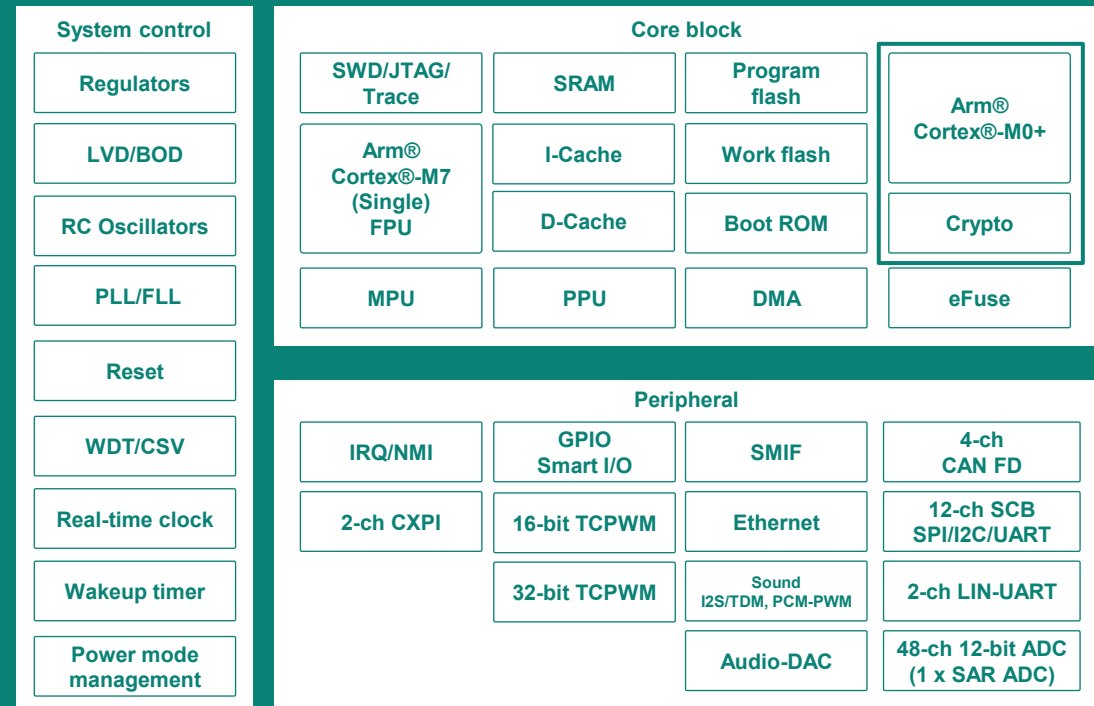 System control
Regulators
LVD/BOD
RC Oscillators
PLL/FLL
Reset
WDT/CSV
Real-time clock
Wakeup timer
Power mode
management
Core block
SWD/JTAG/
Trace
SRAM
Program
flash
Arm®
Cortex®-M0+
Arm®
Cortex®-M7
(Single)
FPU
I-Cache
Work flash
D-Cache
Boot ROM
Crypto
MPU
PPU
DMA
eFuse
Peripheral
IRQ/NMI
GPIO
Smart I/O
SMIF
4-ch
CAN FD
2-ch CXPI
16-bit TCPWM
Ethernet
12-ch SCB
SPI/I2C/UART
32-bit TCPWM
Sound
I2S/TDM, PCM-PWM
2-ch LIN-UART
Audio-DAC
48-ch 12-bit ADC
(1 x SAR ADC)